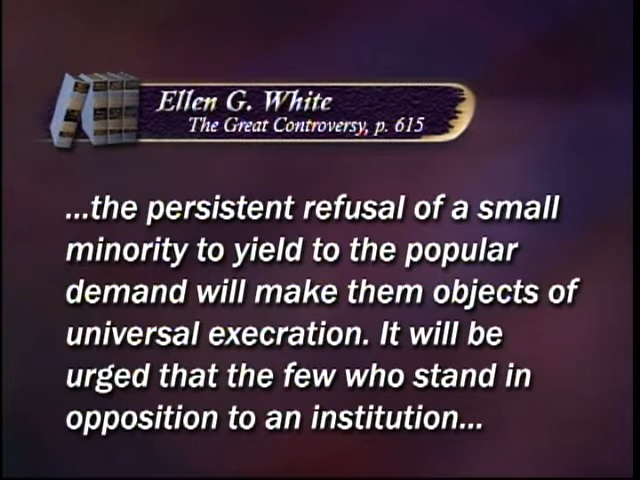 Ellen G. White
The Great Controversy, p. 615
...the persistent refusal of a small
minority to yield to the popular
demand will make them objects of
universal execration. It will be
urged that the few who stand in
opposition to an institution...